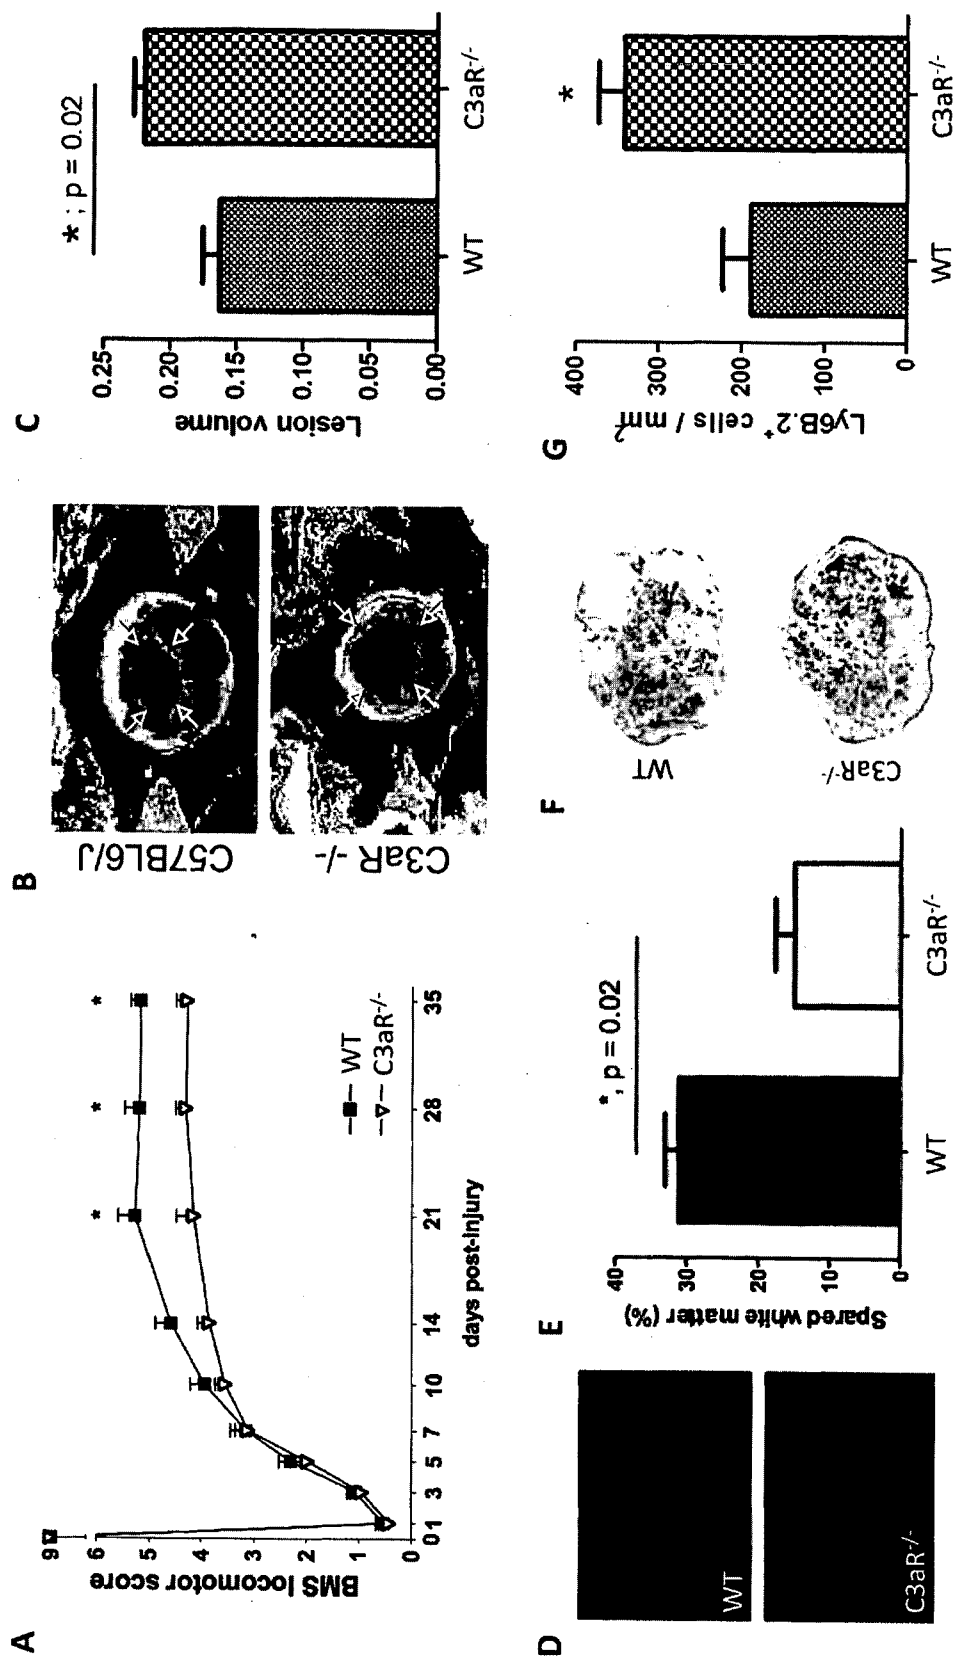 A
BMS locomotor score
9
6
5
4
3
2
1
0
0 1 3 5 7 10 14 21 28 35
days post-injury
* * *
WT
C3aR-/-
B
C57BL6/J
C3aR -/-
C
Lesion volume
0.25
0.20
0.15
0.10
0.05
0.00
* ; p = 0.02
WT C3aR-/-
D
WT
C3aR-/-
E
Spared white matter (%)
40
30
20
10
0
*, p = 0.02
WT C3aR-/-
F
WT
C3aR-/-
G
Ly6B.2+ cells / mm2
400
300
200
100
0
*
WT C3aR-/-